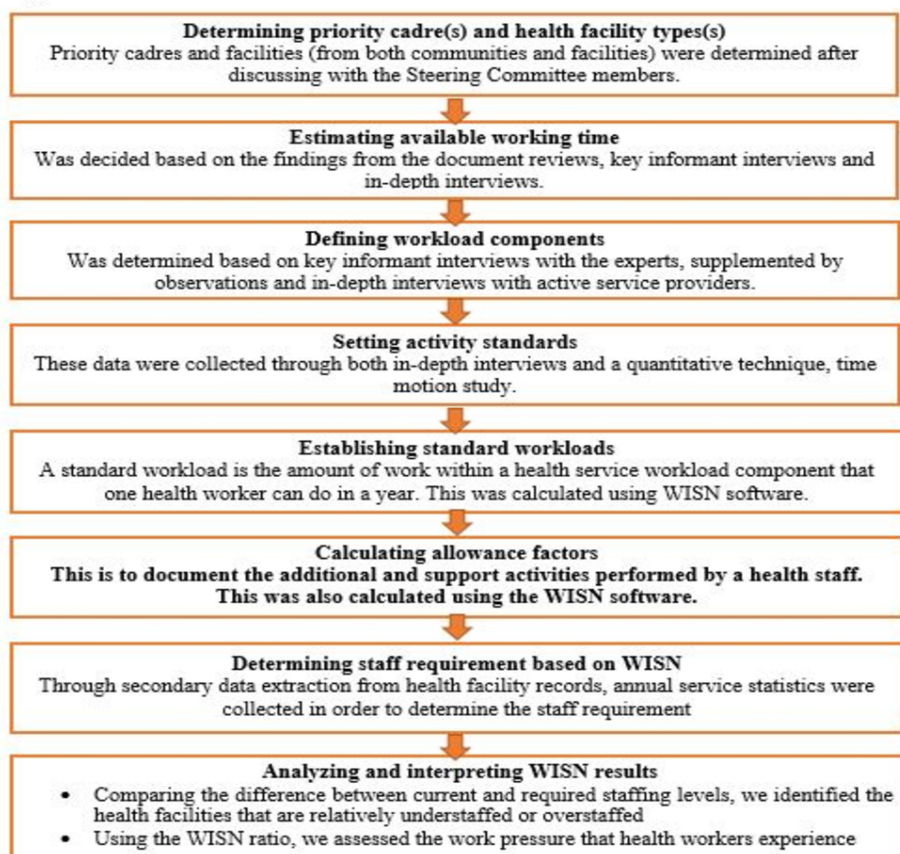 Determining priority cadre(s) and health facility types(s)
Priority cadres and facilities (from both communities and facilities) were determined after
discussing with the Steering Committee members.
Estimating available working time
Was decided based on the findings from the document reviews, key informant interviews and
in-depth interviews.
Defining workload components
Was determined based on key informant interviews with the experts, supplemented by
observations and in-depth interviews with active service providers.
Setting activity standards
These data were collected through both in-depth interviews and a quantitative technique, time
motion study.
Establishing standard workloads
A standard workload is the amount of work within a health service workload component that
one health worker can do in a year. This was calculated using WISN software.
Calculating allowance factors
This is to document the additional and support activities performed by a health staff.
This was also calculated using the WISN software.
Determining staff requirement based on WISN
Through secondary data extraction from health facility records, annual service statistics were
collected in order to determine the staff requirement
Analyzing and interpreting WISN results
• Comparing the difference between current and required staffing levels, we identified the
health facilities that are relatively understaffed or overstaffed
• Using the WISN ratio, we assessed the work pressure that health workers experience